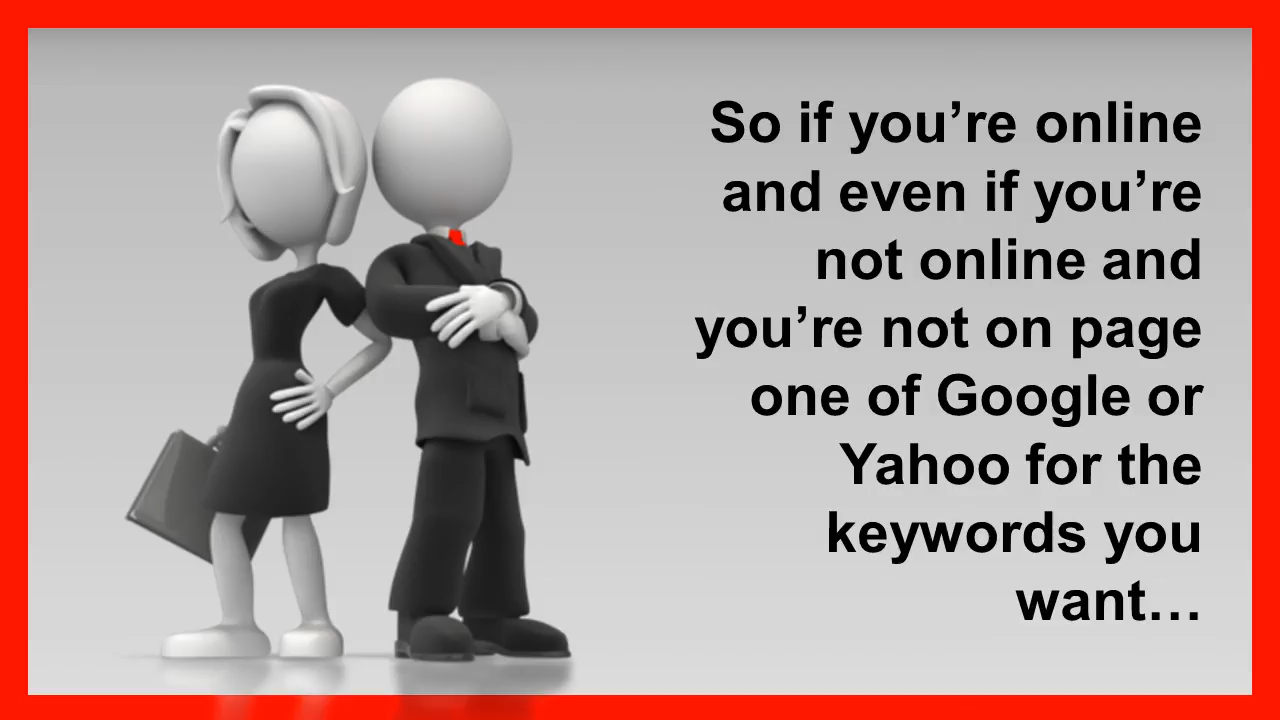 So if you’re online
and even if you’re
not online and
you’re not on page
one of Google or
Yahoo for the
keywords you
want…